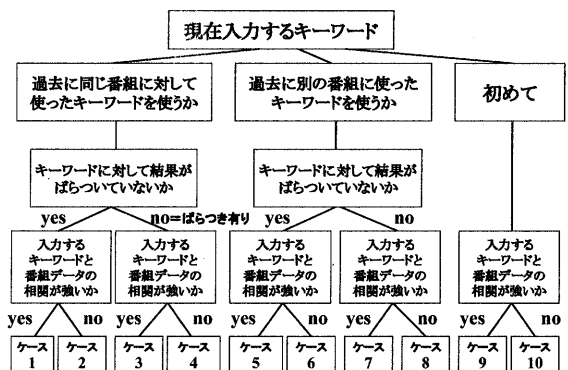 現在入力するキーワード
過去に同じ番組に対して
使ったキーワードを使うか
過去に別の番組に使った
キーワードを使うか
初めて
キーワードに対して結果が
ばらついていないか
キーワードに対して結果が
ばらついていないか
yes
no=ばらつき有り
yes
no
入力する
キーワードと
番組データの
相関が強いか
入力する
キーワードと
番組データの
相関が強いか
入力する
キーワードと
番組データの
相関が強いか
入力する
キーワードと
番組データの
相関が強いか
入力する
キーワードと
番組データの
相関が強いか
yes
no
yes
no
yes
no
yes
no
yes
no
ケース
1
ケース
2
ケース
3
ケース
4
ケース
5
ケース
6
ケース
7
ケース
8
ケース
9
ケース
10